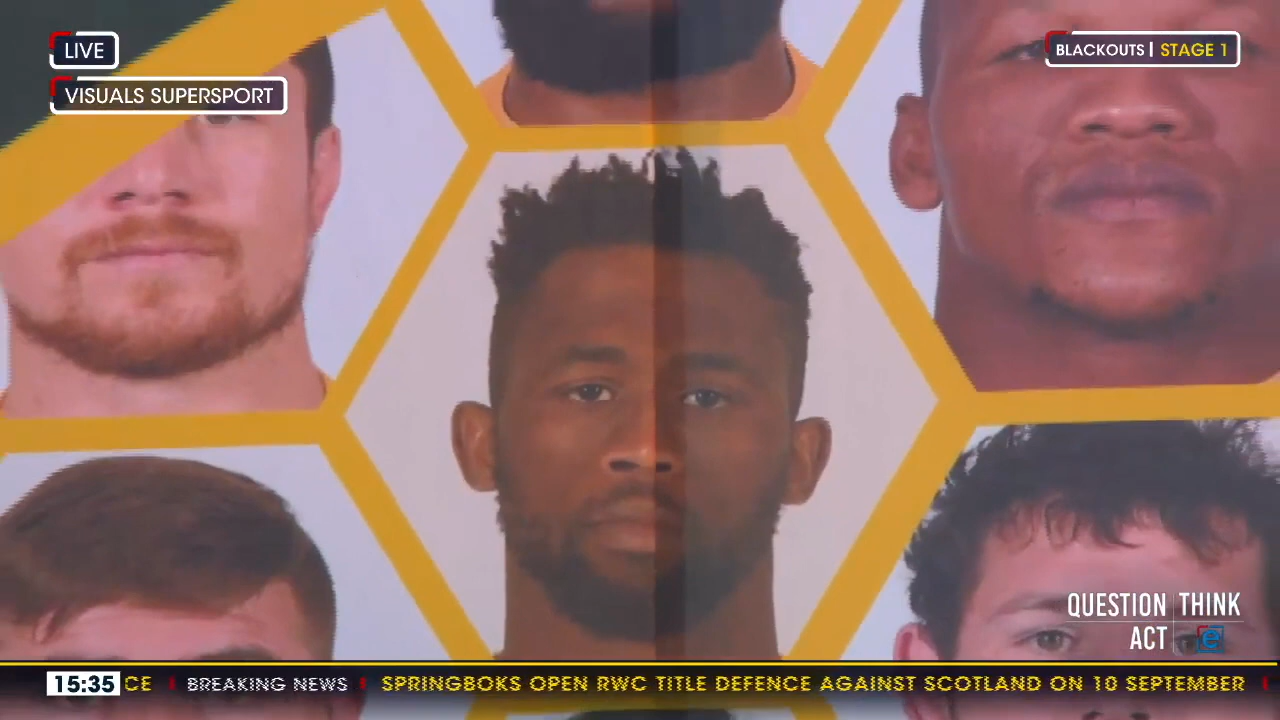 LIVE
VISUALS SUPERSPORT
BLACKOUTS | STAGE 1
QUESTION THINK
ACT e
15:35 CE BREAKING NEWS SPRINGBOKS OPEN RWC TITLE DEFENCE AGAINST SCOTLAND ON 10 SEPTEMBER